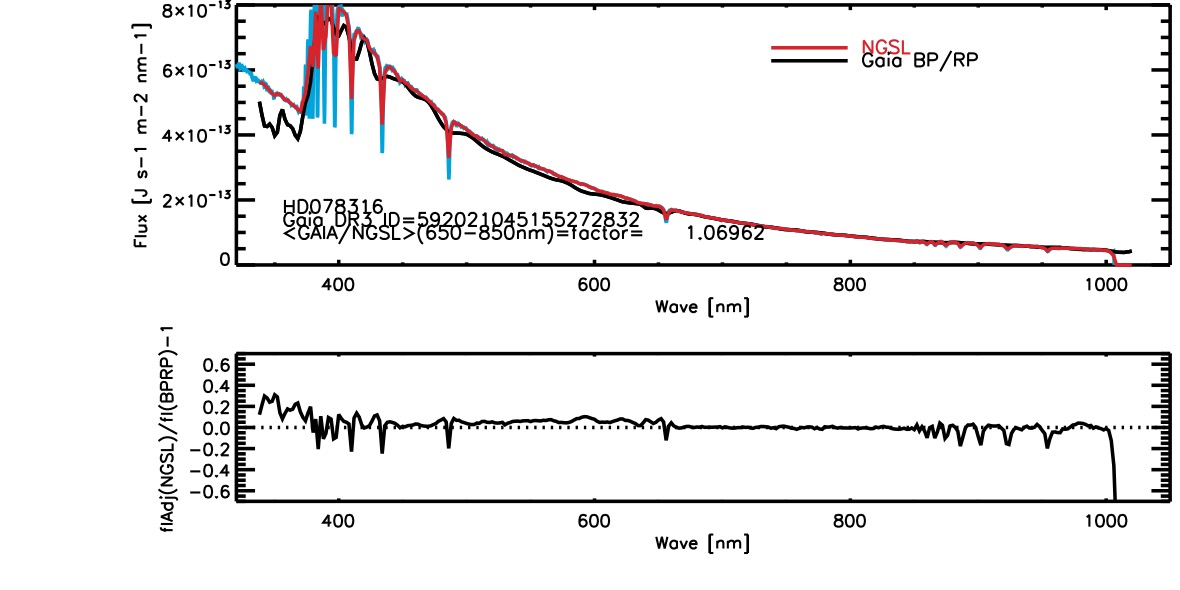 8×10⁻¹³
6×10⁻¹³
4×10⁻¹³
2×10⁻¹³
0
Flux [J s−1 m−2 nm−1]
NGSL
Gaia BP/RP
HD078316
Gaia DR3 ID=592021045155272832
<GAIA/NGSL>(650−850nm)=factor= 1.06962
400 600 800 1000
Wave [nm]
0.6
0.4
0.2
0.0
−0.2
−0.4
−0.6
flAdj(NGSL)/fl(BPRP)−1
400 600 800 1000
Wave [nm]